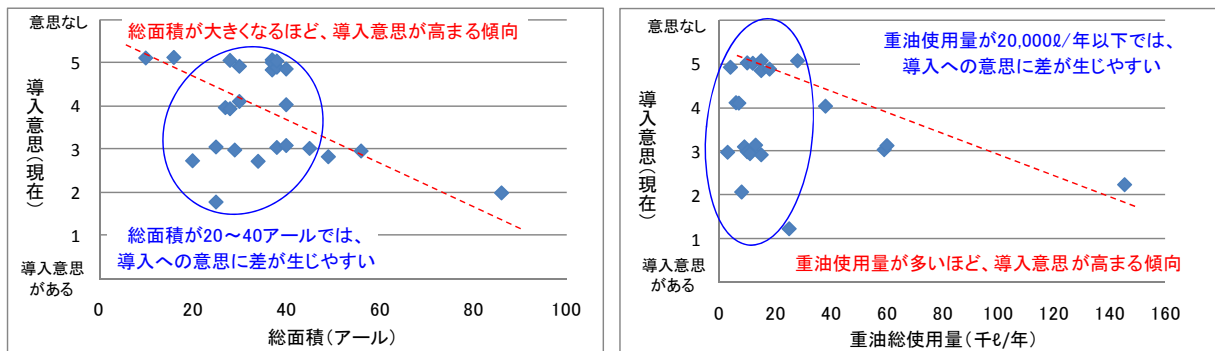 意思なし
総面積が大きくなるほど、導入意思が高まる傾向
5
4
3
2
1
導入意思(現在)
総面積が20～40アールでは、
導入への意思に差が生じやすい
導入意思
がある
0
20
40
60
80
100
総面積(アール)
意思なし
重油使用量が20,000ℓ/年以下では、
導入への意思に差が生じやすい
5
4
3
2
1
導入意思(現在)
重油使用量が多いほど、導入意思が高まる傾向
導入意思
がある
0
20
40
60
80
100
120
140
160
重油総使用量(千ℓ/年)